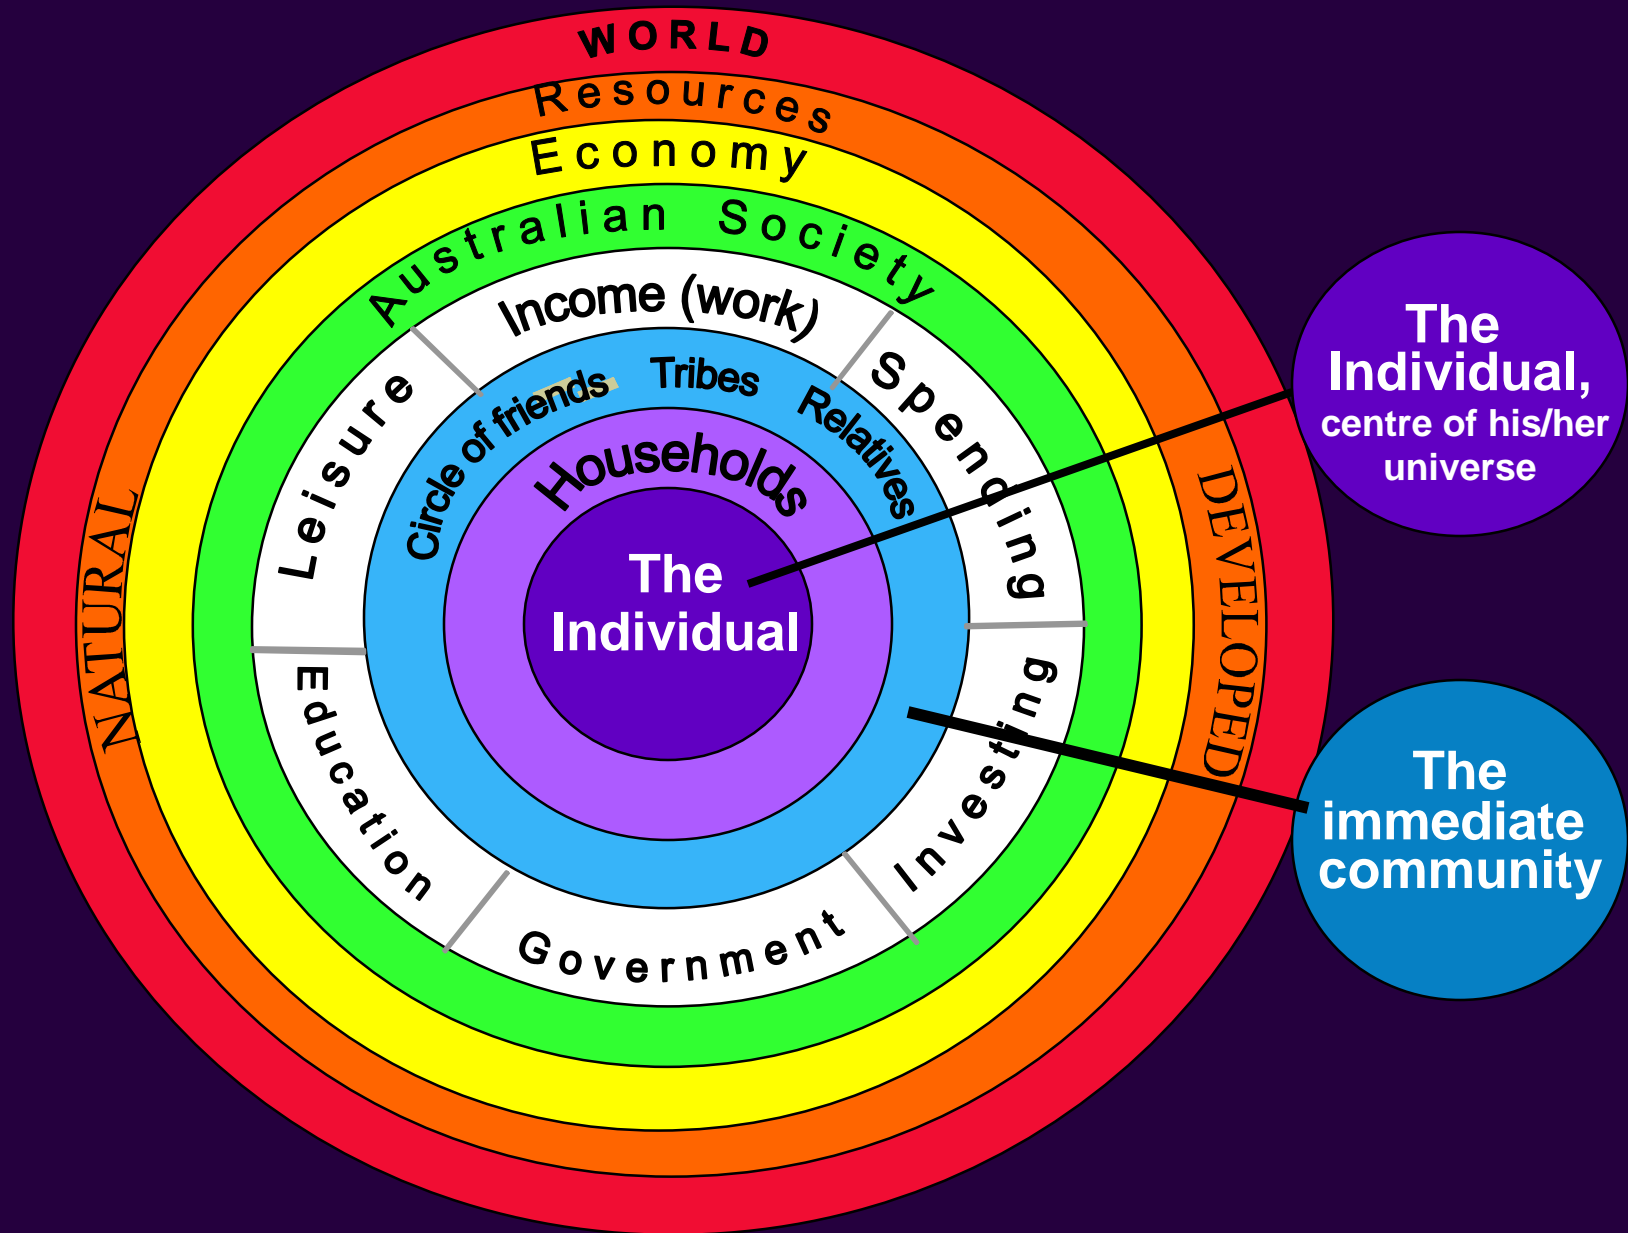 WORLD
Resources
Economy
Australian Society
Income (work)
Spending
Investing
Government
Education
Leisure
Circle of friends
Tribes
Relatives
Households
The
Individual
NATURAL
DEVELOPED
The
Individual,
centre of his/her
universe
The
immediate
community